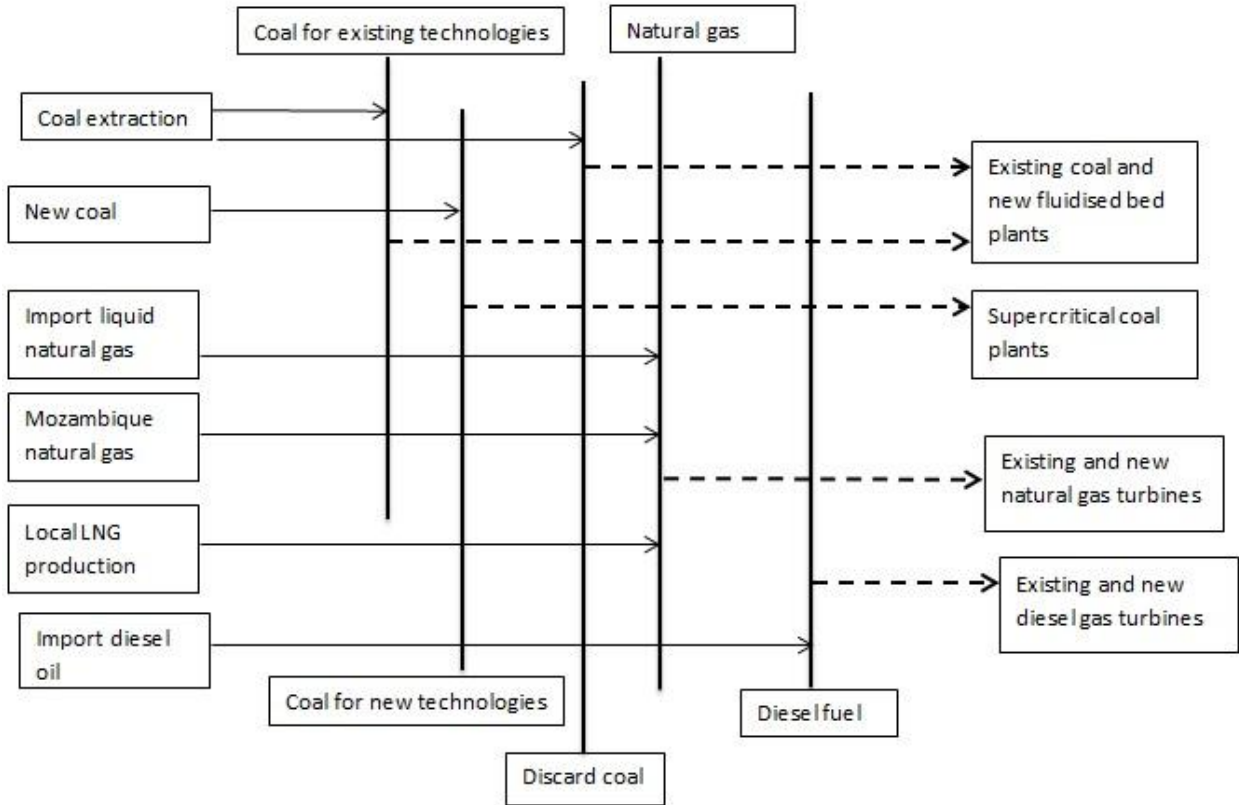 Coal for existing technologies
Natural gas
Coal extraction
New coal
Import liquid
natural gas
Mozambique
natural gas
Local LNG
production
Import diesel
oil
Existing coal and
new fluidised bed
plants
Supercritical coal
plants
Existing and new
natural gas turbines
Existing and new
diesel gas turbines
Coal for new technologies
Diesel fuel
Discard coal